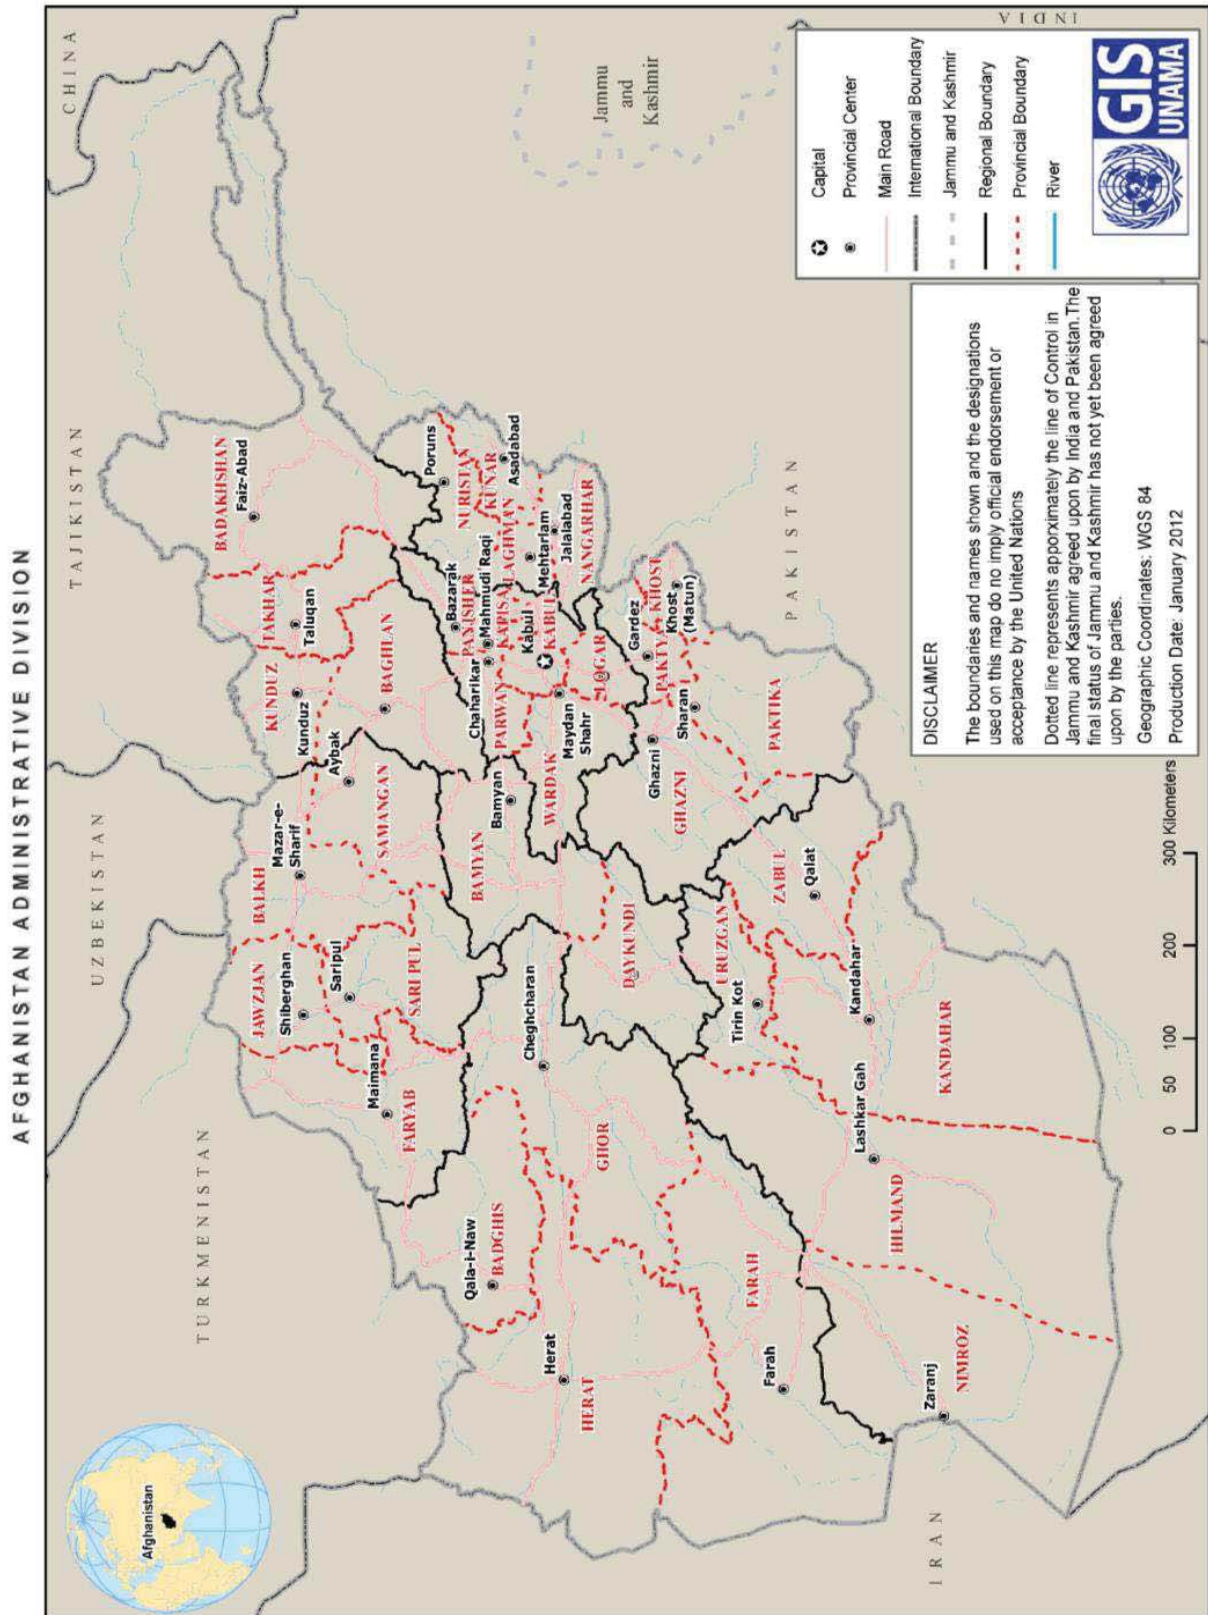 AFGHANISTAN ADMINISTRATIVE DIVISION
CHINA
TAJIKISTAN
UZBEKISTAN
TURKMENISTAN
Afghanistan
BADAKHSHAN
Faiz-Abad
TAKHAR
Taluqan
KUNDUZ
Kunduz
BALKH
Mazar-e-
Sharif
JAWZJAN
Shiberghan
Aybak
SAMANGAN
BAGHLAN
Saripul
SARI PUL
Maimana
FARYAB
Qala-i-Naw
BADGHIS
Poruns
NURISTAN
KUNAR
Asadabad
LAGHMAN
Mehtarlam
Jalalabad
NANGARHAR
Bazarak
PANJSHER
Mahmudi Raqi
KAPISA
Chaharikar
PARWAN
Kabul
KABUL
Bamyan
BAMYAN
WARDAK
Maydan
Shahr
LOGAR
Gardez
PAKTYA
KHOST
Khost
(Matun)
Sharan
PAKTIKA
Ghazni
GHAZNI
Cheghcharan
GHOR
DAYKUNDI
Herat
HERAT
URUZGAN
Tirin Kot
ZABUL
Qalat
FARAH
Farah
Kandahar
KANDAHAR
Lashkar Gah
HILMAND
Zaranj
NIMROZ
IRAN
PAKISTAN
Jammu
and
Kashmir
INDIA
Capital
Provincial Center
Main Road
International Boundary
Jammu and Kashmir
Regional Boundary
Provincial Boundary
River
GIS
UNAMA
DISCLAIMER
The boundaries and names shown and the designations
used on this map do no imply official endorsement or
acceptance by the United Nations
Dotted line represents apporximately the line of Control in
Jammu and Kashmir agreed upon by India and Pakistan.The
final status of Jammu and Kashmir has not yet been agreed
upon by the parties.
Geographic Coordinates: WGS 84
Production Date: January 2012
0 50 100 200 300 Kilometers